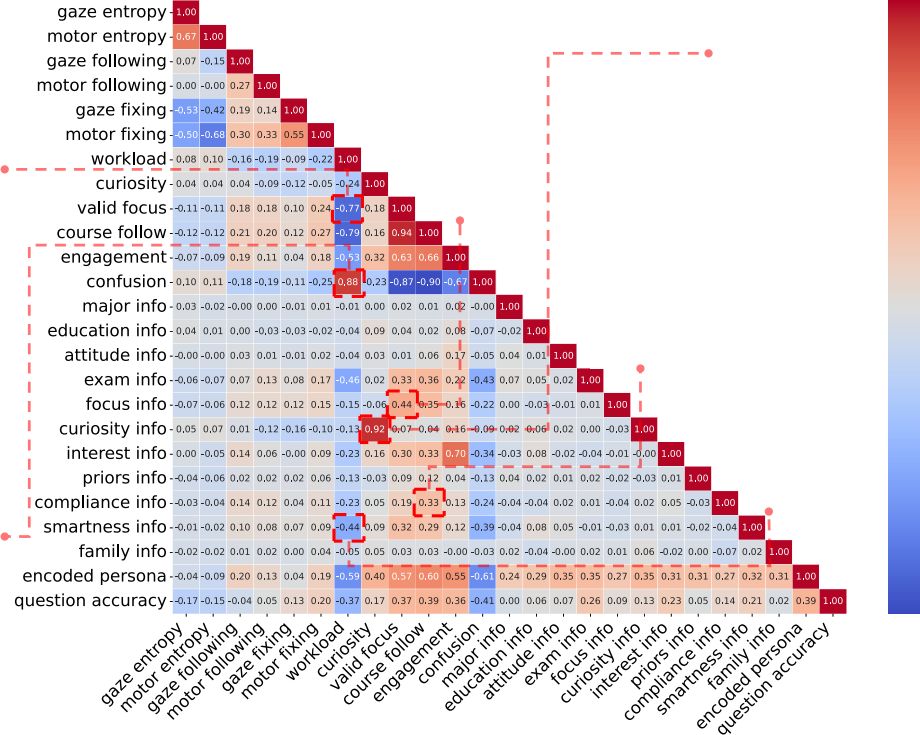 gaze entropy 1.00
motor entropy 0.67 1.00
gaze following 0.07 -0.15 1.00
motor following 0.00 -0.00 0.27 1.00
gaze fixing -0.53 -0.42 0.19 0.14 1.00
motor fixing -0.50 -0.68 0.30 0.33 0.55 1.00
workload 0.08 0.10 -0.16 -0.19 -0.09 -0.22 1.00
curiosity 0.04 0.04 0.04 -0.09 -0.12 -0.05 -0.24 1.00
valid focus -0.11 -0.11 0.18 0.18 0.10 0.24 -0.77 0.18 1.00
course follow -0.12 -0.12 0.21 0.20 0.12 0.27 -0.79 0.16 0.94 1.00
engagement -0.07 -0.09 0.19 0.11 0.04 0.18 -0.53 0.32 0.63 0.66 1.00
confusion 0.10 0.11 -0.18 -0.19 -0.11 -0.25 0.88 -0.23 -0.87 -0.90 -0.67 1.00
major info 0.03 -0.02 -0.00 0.00 -0.01 0.01 -0.01 0.00 0.02 0.01 0.02 -0.00 1.00
education info 0.04 0.01 0.00 -0.03 -0.03 -0.02 -0.04 0.09 0.04 0.02 0.08 -0.07 -0.02 1.00
attitude info -0.00 -0.00 0.03 0.01 -0.01 0.02 -0.04 0.03 0.01 0.06 0.17 -0.05 0.04 0.01 1.00
exam info -0.06 -0.07 0.07 0.13 0.08 0.17 -0.46 0.02 0.33 0.36 0.22 -0.43 0.07 0.05 0.02 1.00
focus info -0.07 -0.06 0.12 0.12 0.12 0.15 -0.15 -0.06 0.44 0.35 0.16 -0.22 0.00 -0.03 -0.01 0.01 1.00
curiosity info 0.05 0.07 0.01 -0.12 -0.16 -0.10 -0.13 0.92 0.07 0.04 0.16 -0.09 0.02 0.06 0.01 0.00 -0.03 1.00
interest info 0.00 -0.05 0.14 0.06 -0.00 0.09 -0.23 0.16 0.30 0.33 0.70 -0.34 -0.03 0.08 -0.02 -0.04 -0.01 -0.00 1.00
priors info -0.04 -0.06 0.02 0.02 0.02 0.06 -0.13 -0.03 0.09 0.12 0.04 -0.13 0.04 0.01 0.02 0.02 -0.02 -0.03 0.01 1.00
compliance info -0.03 -0.04 0.14 0.12 0.04 0.11 -0.23 0.05 0.19 0.33 0.13 -0.24 -0.04 -0.04 0.02 0.01 -0.04 0.02 0.05 -0.03 1.00
smartness info -0.01 -0.02 0.10 0.08 0.07 0.09 -0.44 0.09 0.32 0.29 0.12 -0.39 -0.04 0.08 0.05 -0.01 -0.03 0.01 0.01 -0.02 -0.04 1.00
family info -0.02 -0.02 0.01 0.02 0.00 0.04 -0.05 0.05 0.03 0.03 -0.00 -0.03 0.02 -0.04 -0.00 0.02 0.01 0.06 -0.02 0.00 -0.07 0.02 1.00
encoded persona -0.04 -0.09 0.20 0.13 0.04 0.19 -0.59 0.40 0.57 0.60 0.55 -0.61 0.24 0.29 0.35 0.35 0.27 0.35 0.31 0.31 0.27 0.32 0.31 1.00
question accuracy -0.17 -0.15 -0.04 0.05 0.13 0.20 -0.37 0.17 0.37 0.39 0.36 -0.41 0.00 0.06 0.07 0.26 0.09 0.13 0.23 0.05 0.14 0.21 0.02 0.39 1.00
gaze entropy
motor entropy
gaze following
motor following
gaze fixing
motor fixing
workload
curiosity
valid focus
course follow
engagement
confusion
major info
education info
attitude info
exam info
focus info
curiosity info
interest info
priors info
compliance info
smartness info
family info
encoded persona
question accuracy